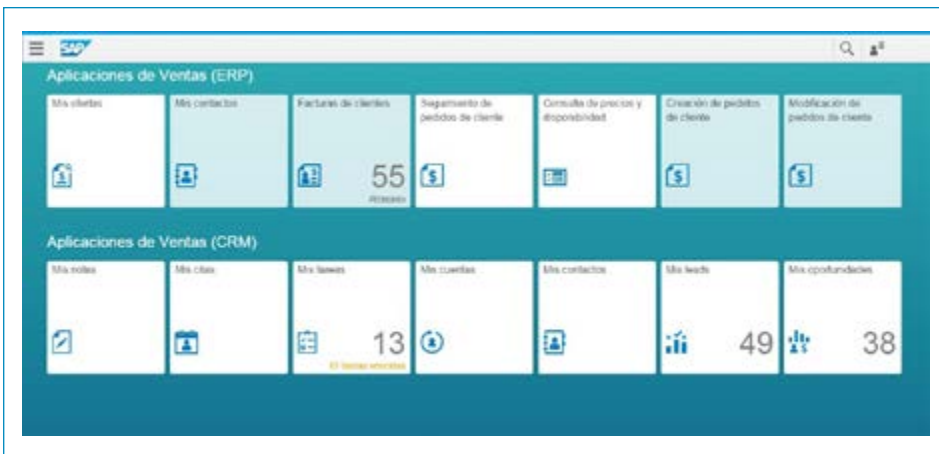 SAP
Aplicaciones de Ventas (ERP)
Mis ofertas
Mis contactos
Facturas de clientes
Seguimiento de
pedidos de cliente
Consulta de precios y
disponibilidad
Creación de pedidos
de cliente
Modificación de
pedidos de cliente
55
Aplicaciones de Ventas (CRM)
Mis notas
Mis citas
Mis tareas
Mis cuentas
Mis contactos
Mis leads
Mis oportunidades
13
49
38